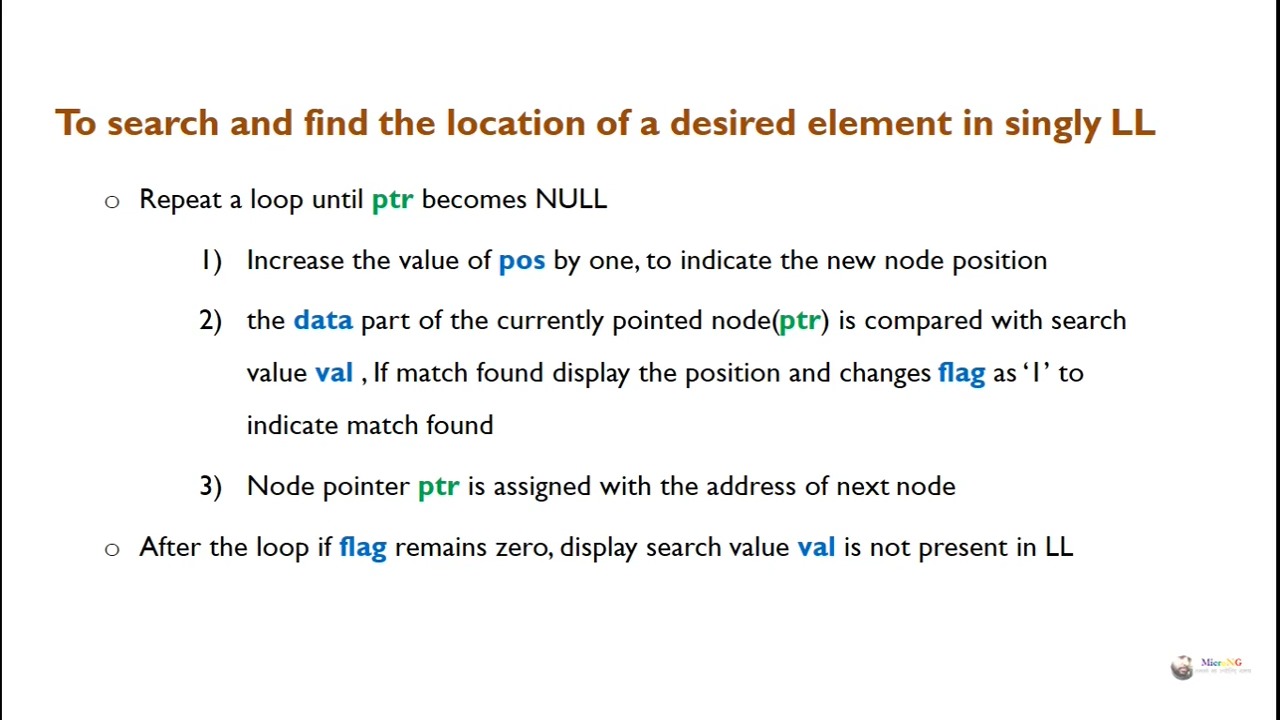 To search and find the location of a desired element in singly LL
o Repeat a loop until ptr becomes NULL
1) Increase the value of pos by one, to indicate the new node position
2) the data part of the currently pointed node(ptr) is compared with search
value val , If match found display the position and changes flag as ‘1’ to
indicate match found
3) Node pointer ptr is assigned with the address of next node
o After the loop if flag remains zero, display search value val is not present in LL
MicroNG